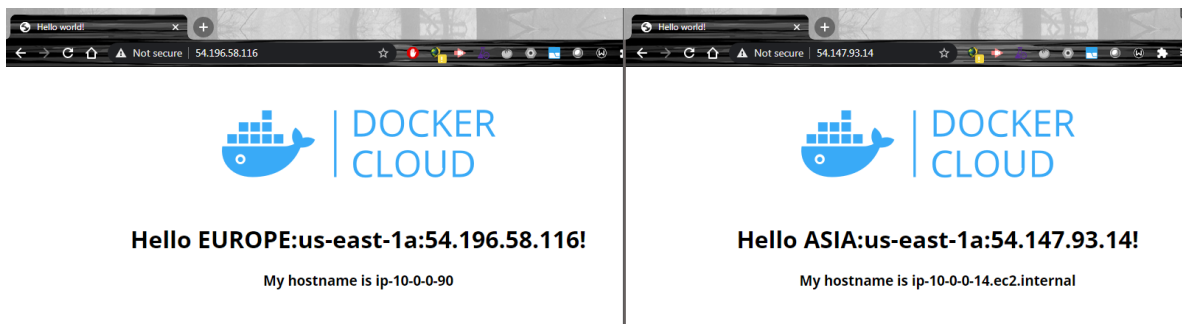 Hello world!
Not secure | 54.196.58.116
DOCKER
CLOUD
Hello EUROPE:us-east-1a:54.196.58.116!
My hostname is ip-10-0-0-90
Hello world!
Not secure | 54.147.93.14
DOCKER
CLOUD
Hello ASIA:us-east-1a:54.147.93.14!
My hostname is ip-10-0-0-14.ec2.internal